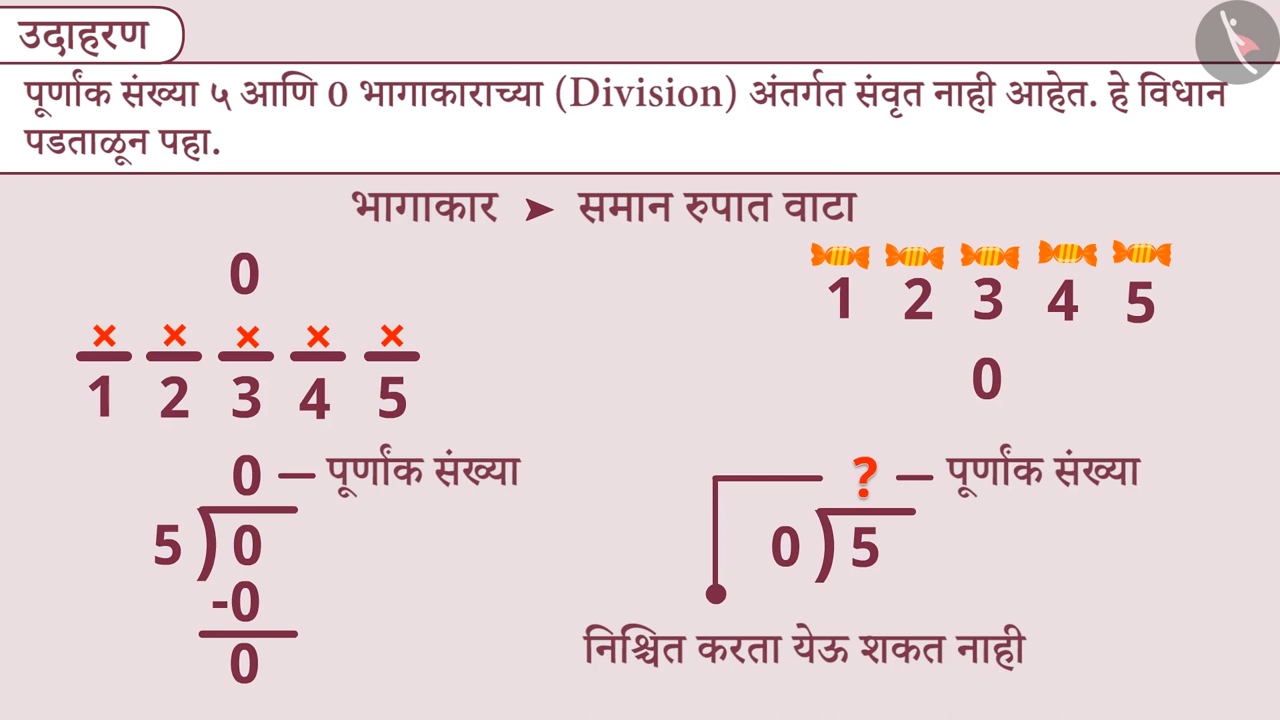 उदाहरण
पूर्णांक संख्या ५ आणि 0 भागाकाराच्या (Division) अंतर्गत संवृत नाही आहेत. हे विधान
पडताळून पहा.
भागाकार ➤ समान रुपात वाटा
0
× × × × ×
1 2 3 4 5
0 — पूर्णांक संख्या
5 ) 0
-0
0
1 2 3 4 5
0
? — पूर्णांक संख्या
0 ) 5
निश्चित करता येऊ शकत नाही